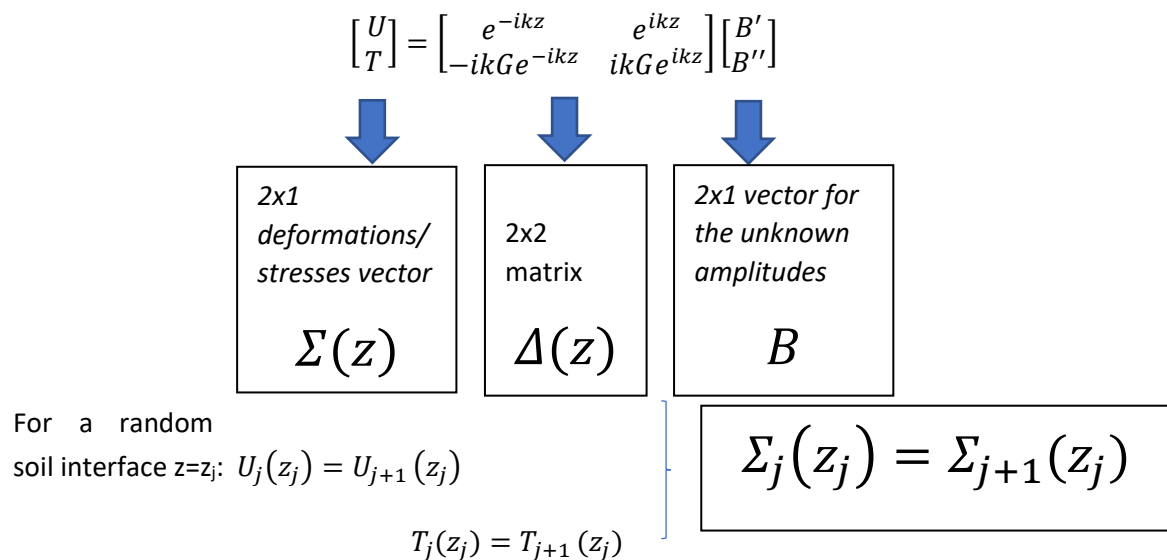 [U T] = [e^{-ikz} e^{ikz} -ikGe^{-ikz} ikGe^{ikz}] [B′ B′′]
2x1
deformations/
stresses vector
Σ(z)
2x2
matrix
Δ(z)
2x1 vector for
the unknown
amplitudes
B
For a random
soil interface z=z_j: U_j(z_j) = U_{j+1}(z_j)
T_j(z_j) = T_{j+1}(z_j)
Σ_j(z_j) = Σ_{j+1}(z_j)